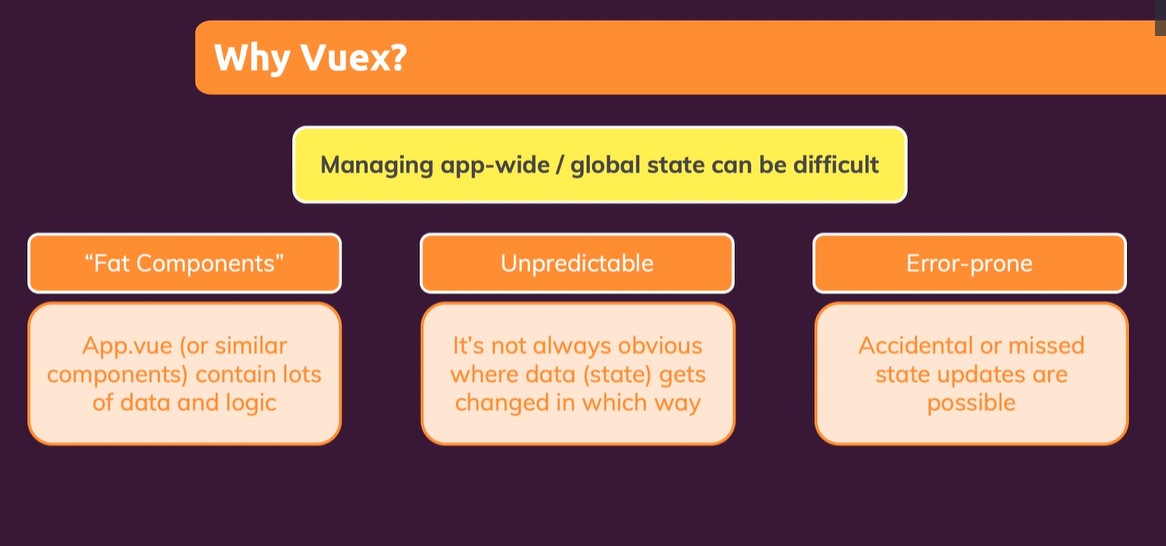 Why Vuex?
Managing app-wide / global state can be difficult
“Fat Components”
App.vue (or similar
components) contain lots
of data and logic
Unpredictable
It’s not always obvious
where data (state) gets
changed in which way
Error-prone
Accidental or missed
state updates are
possible